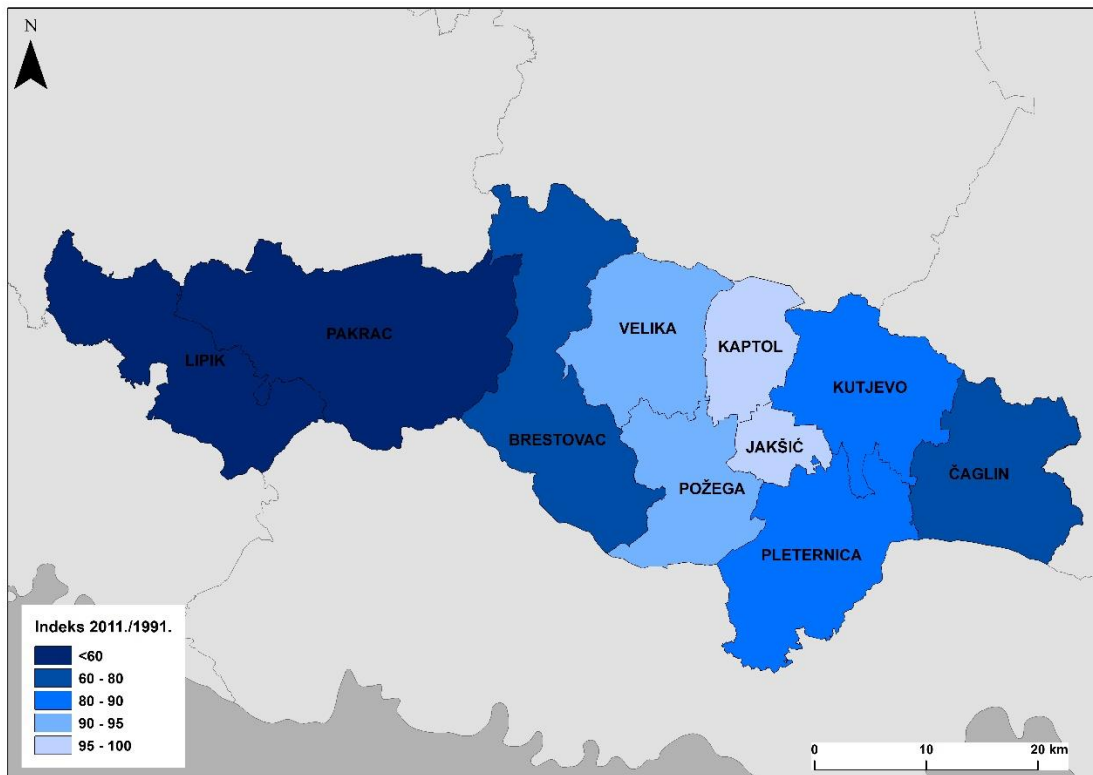 N
PAKRAC
LIPIK
VELIKA
KAPTOL
KUTJEVO
BRESTOVAC
JAKŠIĆ
ČAGLIN
POŽEGA
PLETERNICA
Indeks 2011./1991.
<60
60 - 80
80 - 90
90 - 95
95 - 100
0 10 20 km